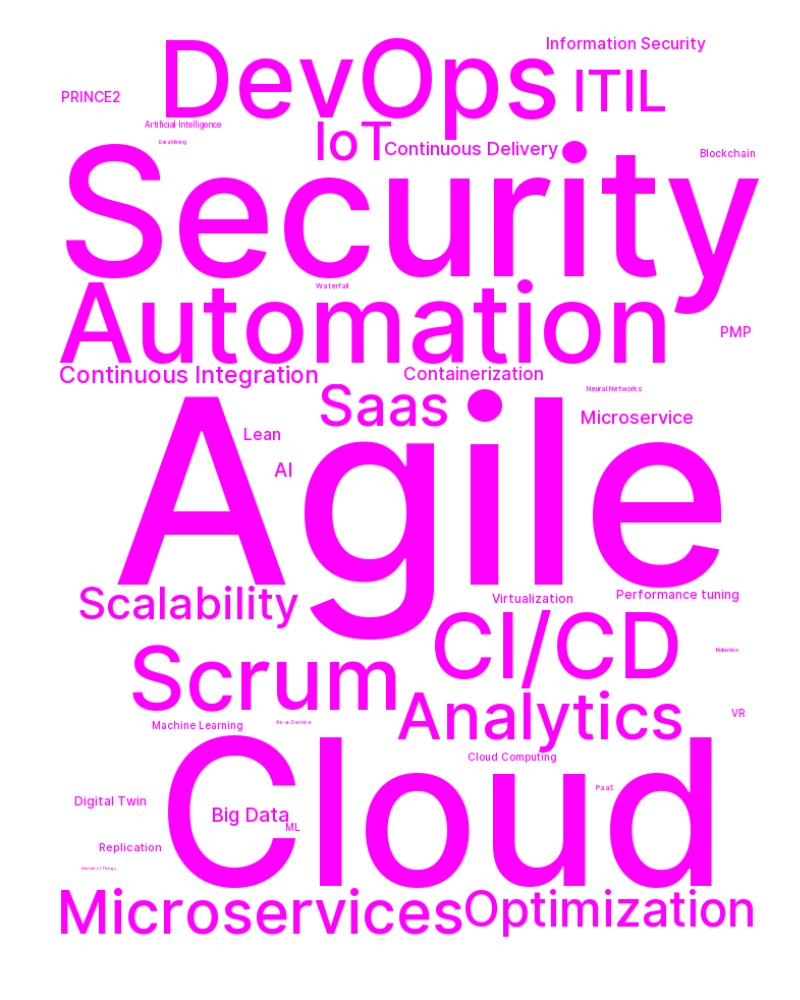 Information Security
DevOps
ITIL
PRINCE2
Artificial Intelligence
IoT
Data Mining
Continuous Delivery
Blockchain
Security
Waterfall
Automation
PMP
Continuous Integration
Containerization
Neural Networks
Saas
Microservice
Lean
AI
Agile
Scalability
Virtualization
Performance tuning
CI/CD
Robotics
Scrum
Analytics
VR
Machine Learning
As-a-Service
Cloud Computing
Cloud
PaaS
Digital Twin
Big Data
ML
Replication
Internet of Things
Microservices
Optimization